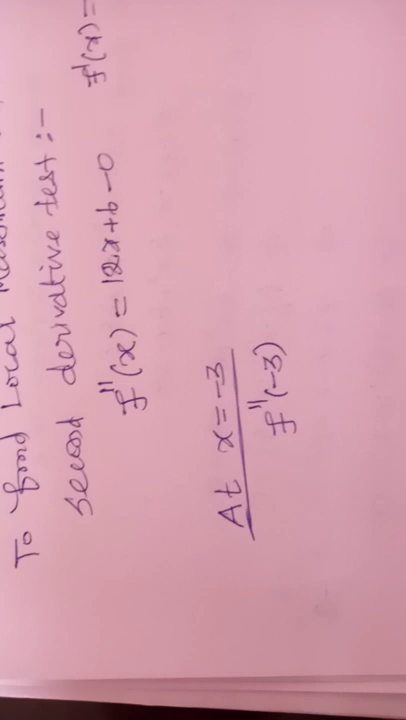 To find Local
second derivative test :-
f''(x) = 12x+6-0 f'(x) =
At x=-3
f''(-3)